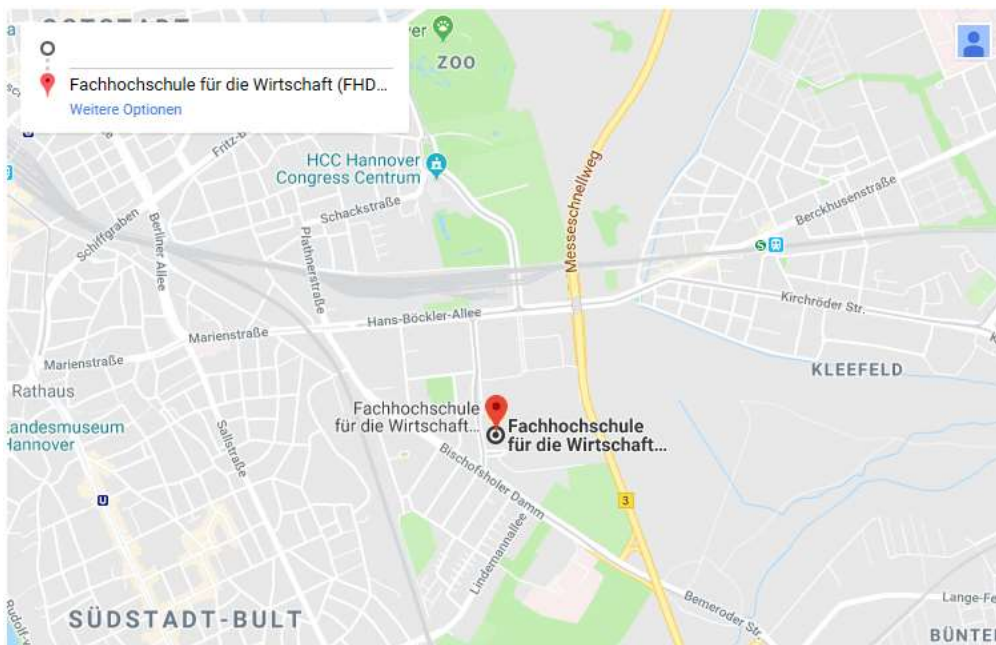 OSTSTADT
ZOO
Fachhochschule für die Wirtschaft (FHD...
Weitere Optionen
HCC Hannover
Congress Centrum
Schackstraße
Messeschnellweg
Berckhusenstraße
Schiffgraben
Berliner Allee
Plathnerstraße
S
Kirchröder Str.
Hans-Böckler-Allee
Marienstraße
Marienstraße
KLEEFELD
Rathaus
Landesmuseum
Hannover
Fachhochschule
für die Wirtschaft...
Fachhochschule
für die Wirtschaft...
Sallstraße
Bischofsholer Damm
U
3
Lindemannallee
Bemeroder Str.
SÜDSTADT-BULT